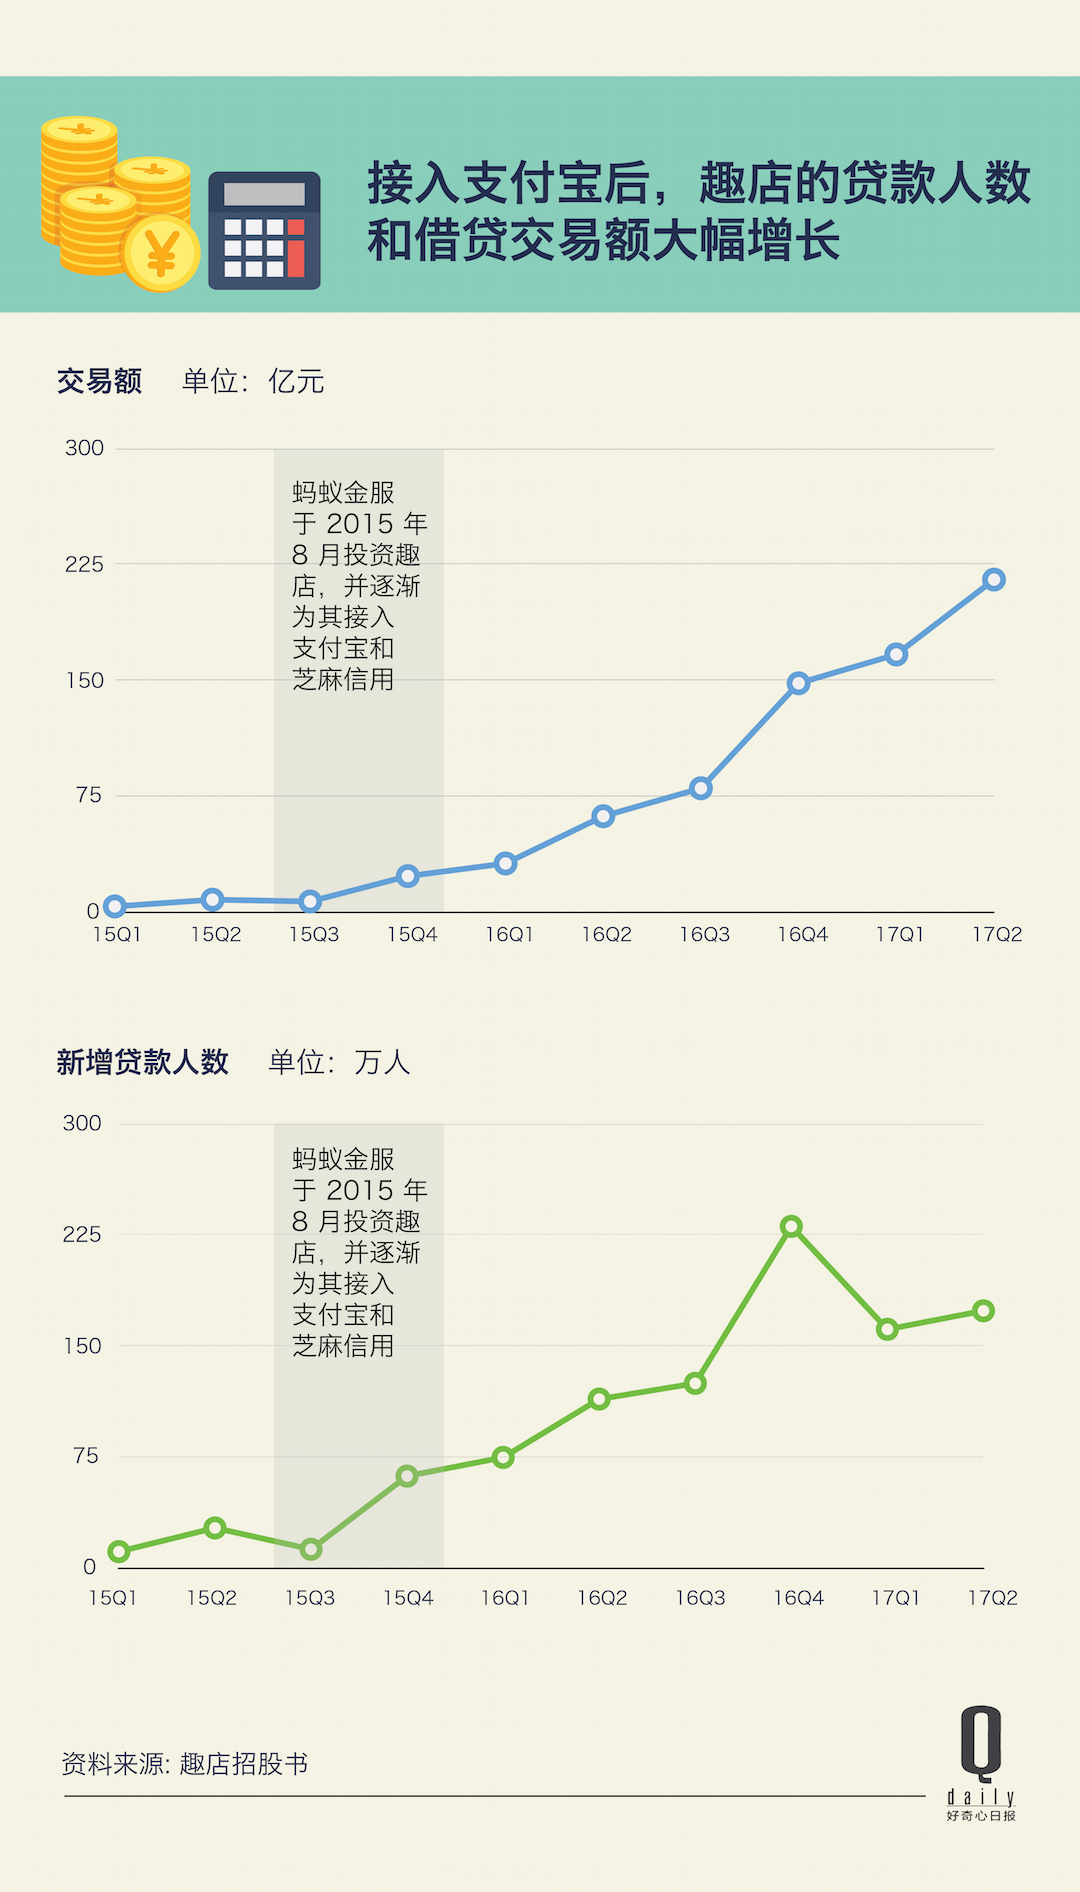 接入支付宝后，趣店的贷款人数
和借贷交易额大幅增长
¥
交易额 单位：亿元
300
225
150
75
0
蚂蚁金服
于 2015 年
8 月投资趣
店，并逐渐
为其接入
支付宝和
芝麻信用
15Q1 15Q2 15Q3 15Q4 16Q1 16Q2 16Q3 16Q4 17Q1 17Q2
新增贷款人数 单位：万人
300
225
150
75
0
蚂蚁金服
于 2015 年
8 月投资趣
店，并逐渐
为其接入
支付宝和
芝麻信用
15Q1 15Q2 15Q3 15Q4 16Q1 16Q2 16Q3 16Q4 17Q1 17Q2
资料来源: 趣店招股书
Q
daily
好奇心日报